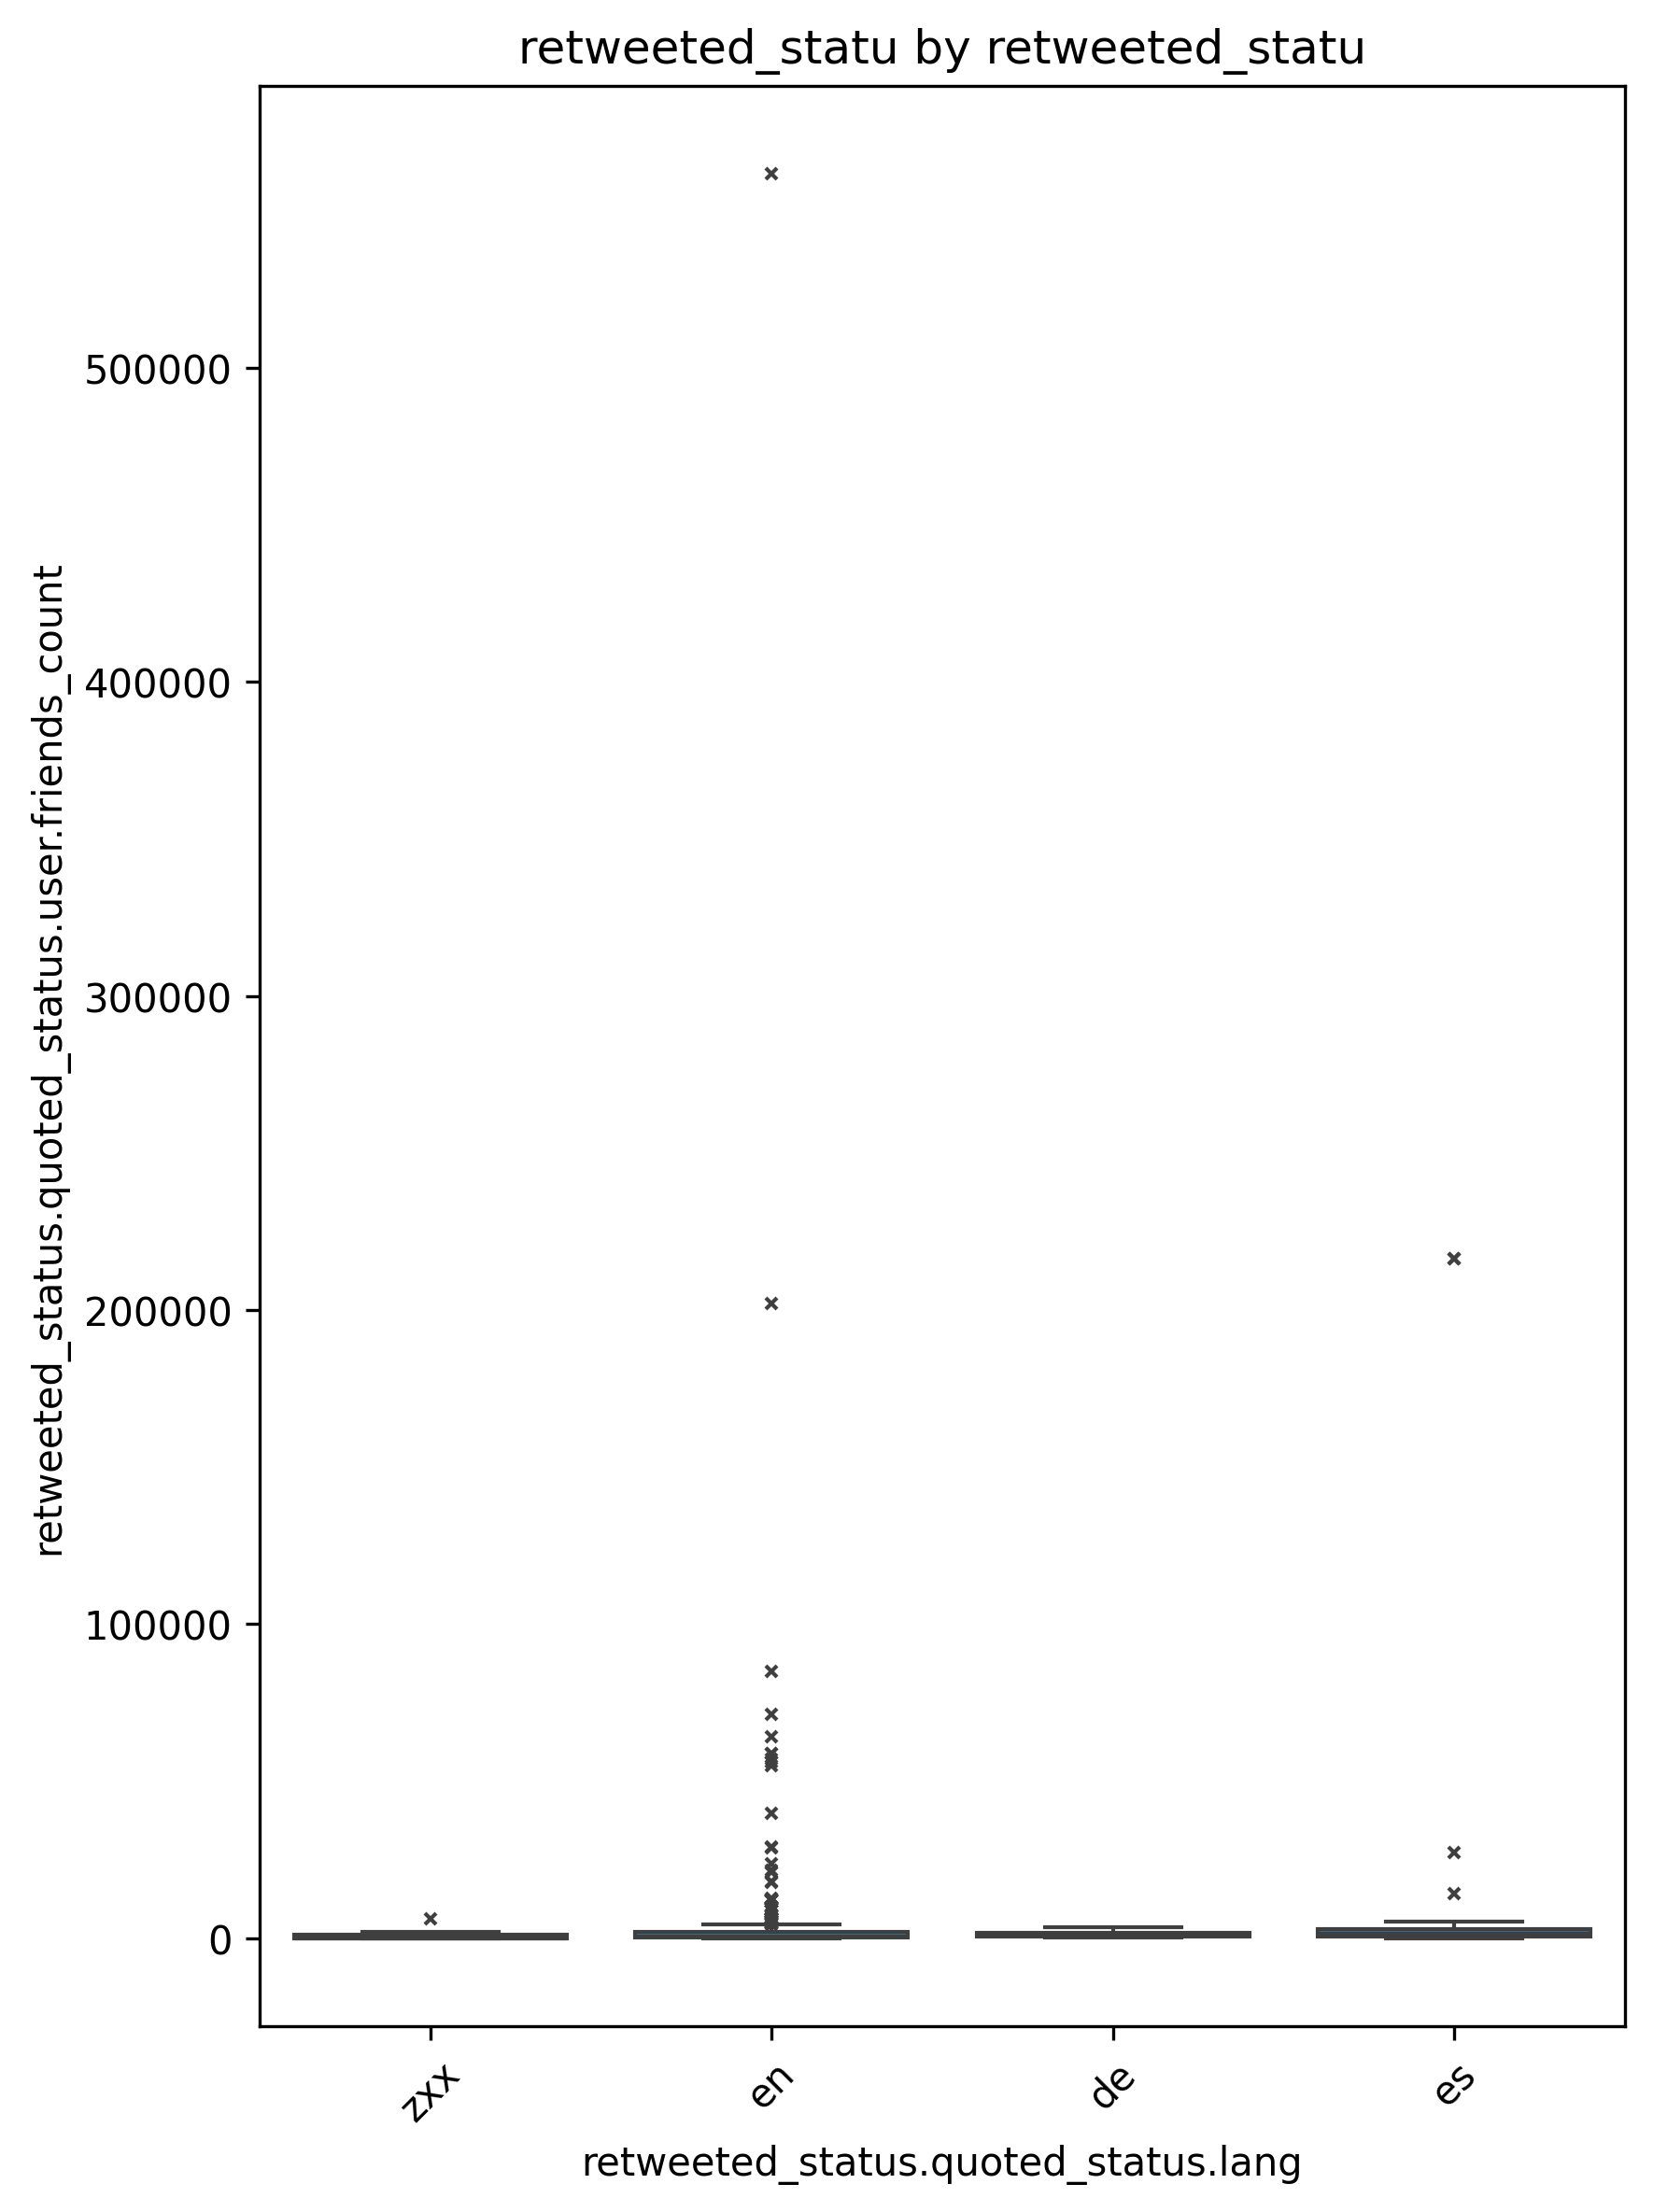 retweeted_statu by retweeted_statu
retweeted_status.quoted_status.user.friends_count
500000
400000
300000
200000
100000
0
zxx
en
de
es
retweeted_status.quoted_status.lang